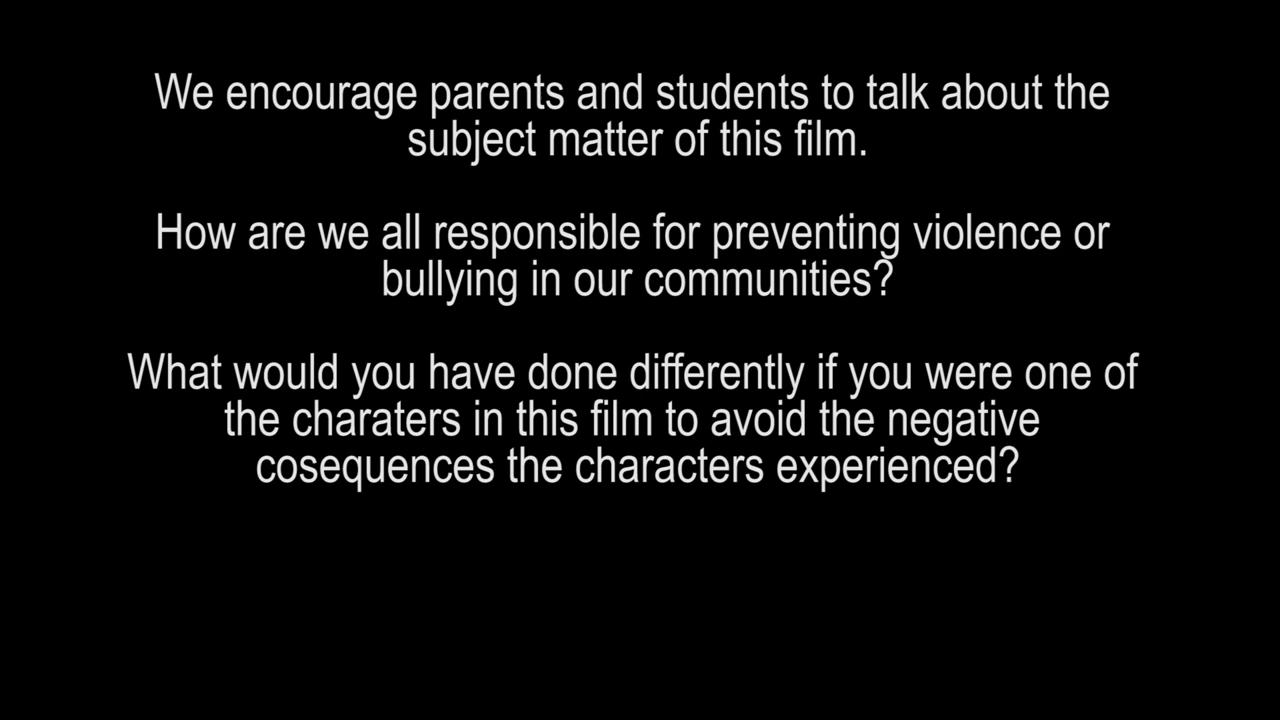 We encourage parents and students to talk about the
subject matter of this film.
How are we all responsible for preventing violence or
bullying in our communities?
What would you have done differently if you were one of
the charaters in this film to avoid the negative
cosequences the characters experienced?